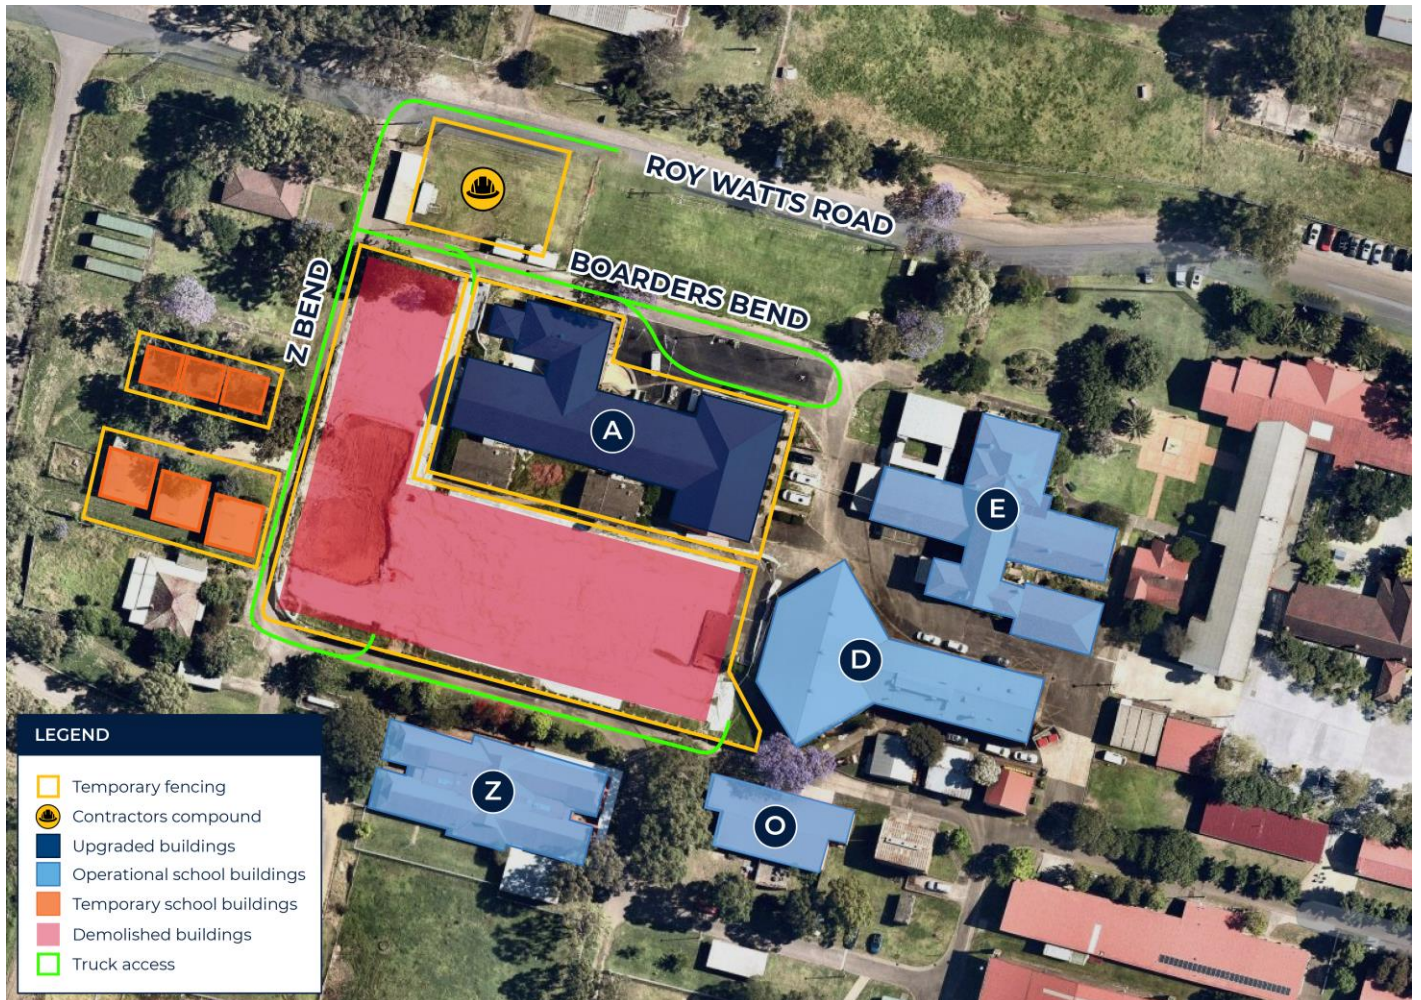 ROY WATTS ROAD
BOARDERS BEND
Z BEND
A
E
D
Z
O
LEGEND
Temporary fencing
Contractors compound
Upgraded buildings
Operational school buildings
Temporary school buildings
Demolished buildings
Truck access